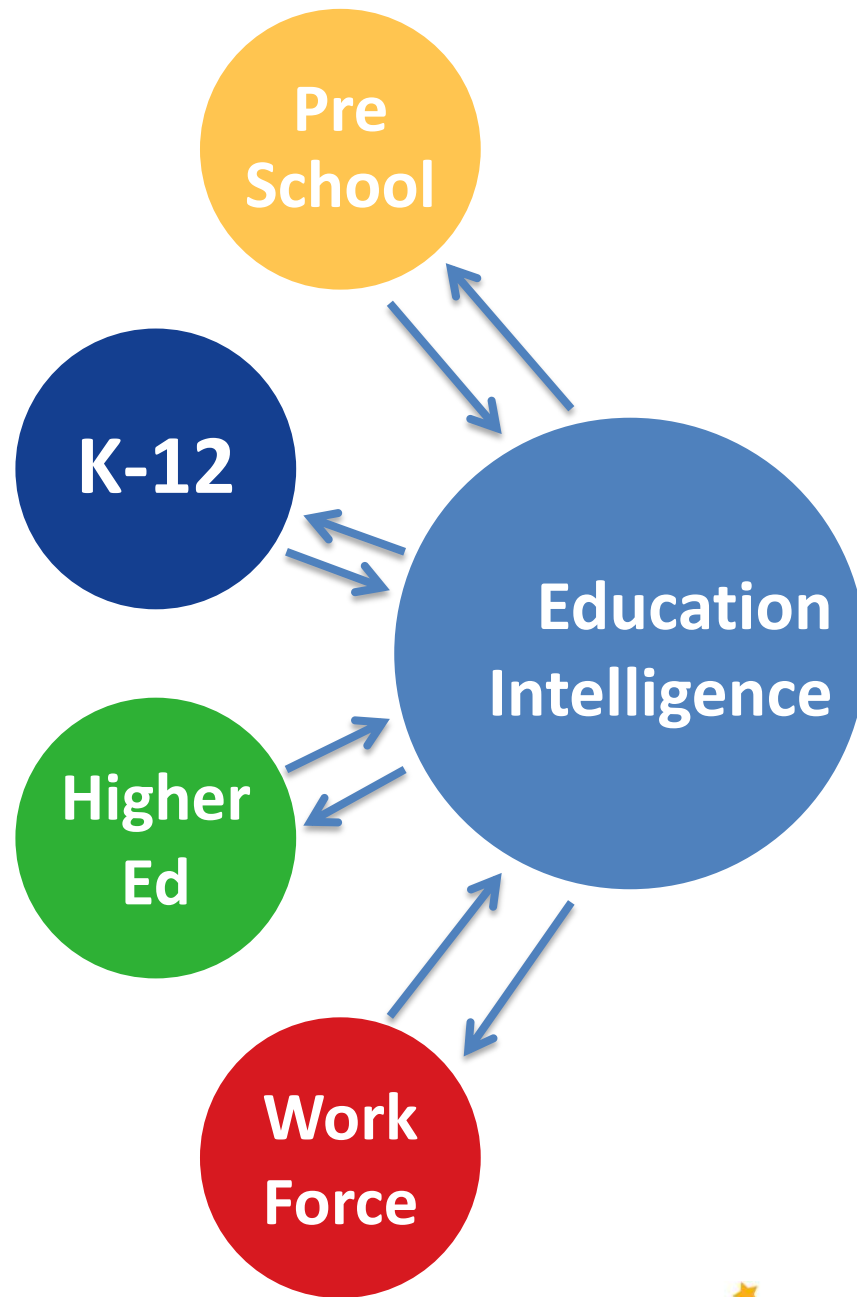 Pre
School
K-12
Education
Intelligence
Higher
Ed
Work
Force